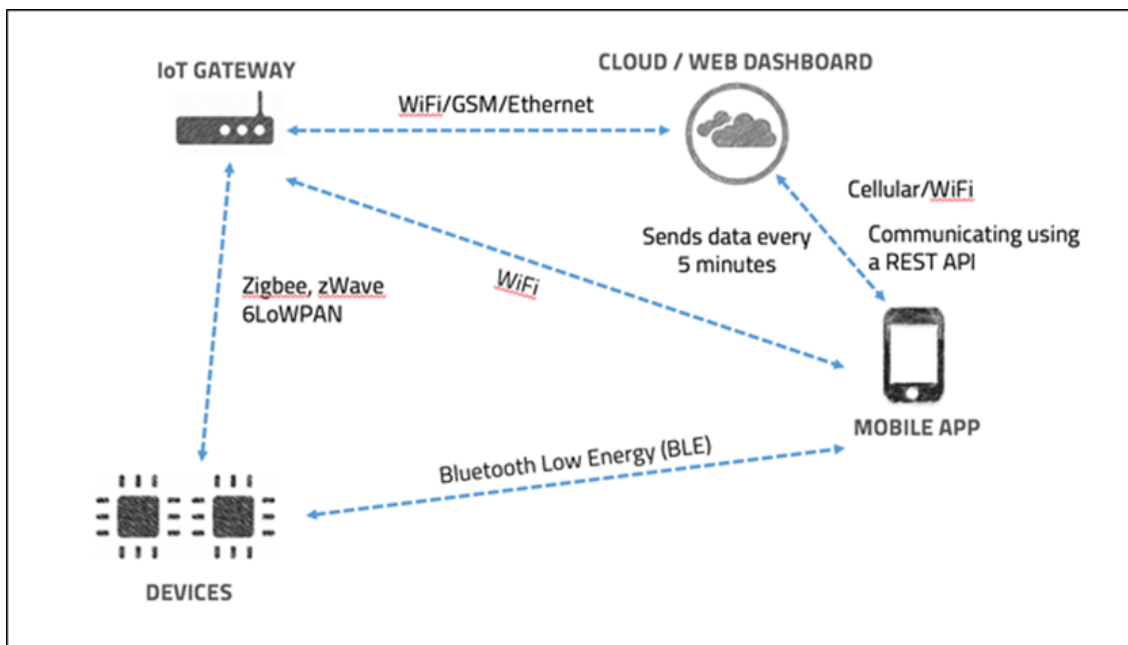 IoT GATEWAY
CLOUD / WEB DASHBOARD
WiFi/GSM/Ethernet
Cellular/WiFi
Sends data every
5 minutes
Communicating using
a REST API
Zigbee, zWave
6LoWPAN
WiFi
MOBILE APP
Bluetooth Low Energy (BLE)
DEVICES